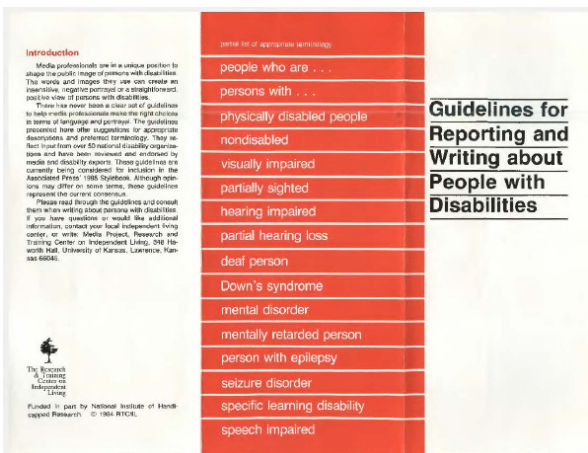 Introduction
Media professionals are in a unique position to
shape the public image of persons with disabilities.
The words and images they use can create an
insensitive, negative portrayal or a straightforward,
positive view of persons with disabilities.
There has never been a clear set of guidelines
to help media professionals make the right choices
in terms of language and portrayal. The guidelines
presented here offer suggestions for appropriate
descriptions and preferred terminology. They re-
flect input from over 50 national disability organiza-
tions and have been reviewed and endorsed by
media and disability experts. These guidelines are
currently being considered for inclusion in the
Associated Press' 1985 Stylebook. Although opin-
ions may differ on some terms, these guidelines
represent the current consensus.
Please read through the guidelines and consult
them when writing about persons with disabilities.
If you have questions or would like additional
information, contact your local independent living
center, or write: Media Project, Research and
Training Center on Independent Living, 348 Ha-
worth Hall, University of Kansas, Lawrence, Kan-
sas 66045.
The Research
& Training
Center on
Independent
Living
Funded in part by National Institute of Handi-
capped Research. © 1984 RTC/IL
partial list of appropriate terminology
people who are . . .
persons with . . .
physically disabled people
nondisabled
visually impaired
partially sighted
hearing impaired
partial hearing loss
deaf person
Down's syndrome
mental disorder
mentally retarded person
person with epilepsy
seizure disorder
specific learning disability
speech impaired
Guidelines for
Reporting and
Writing about
People with
Disabilities